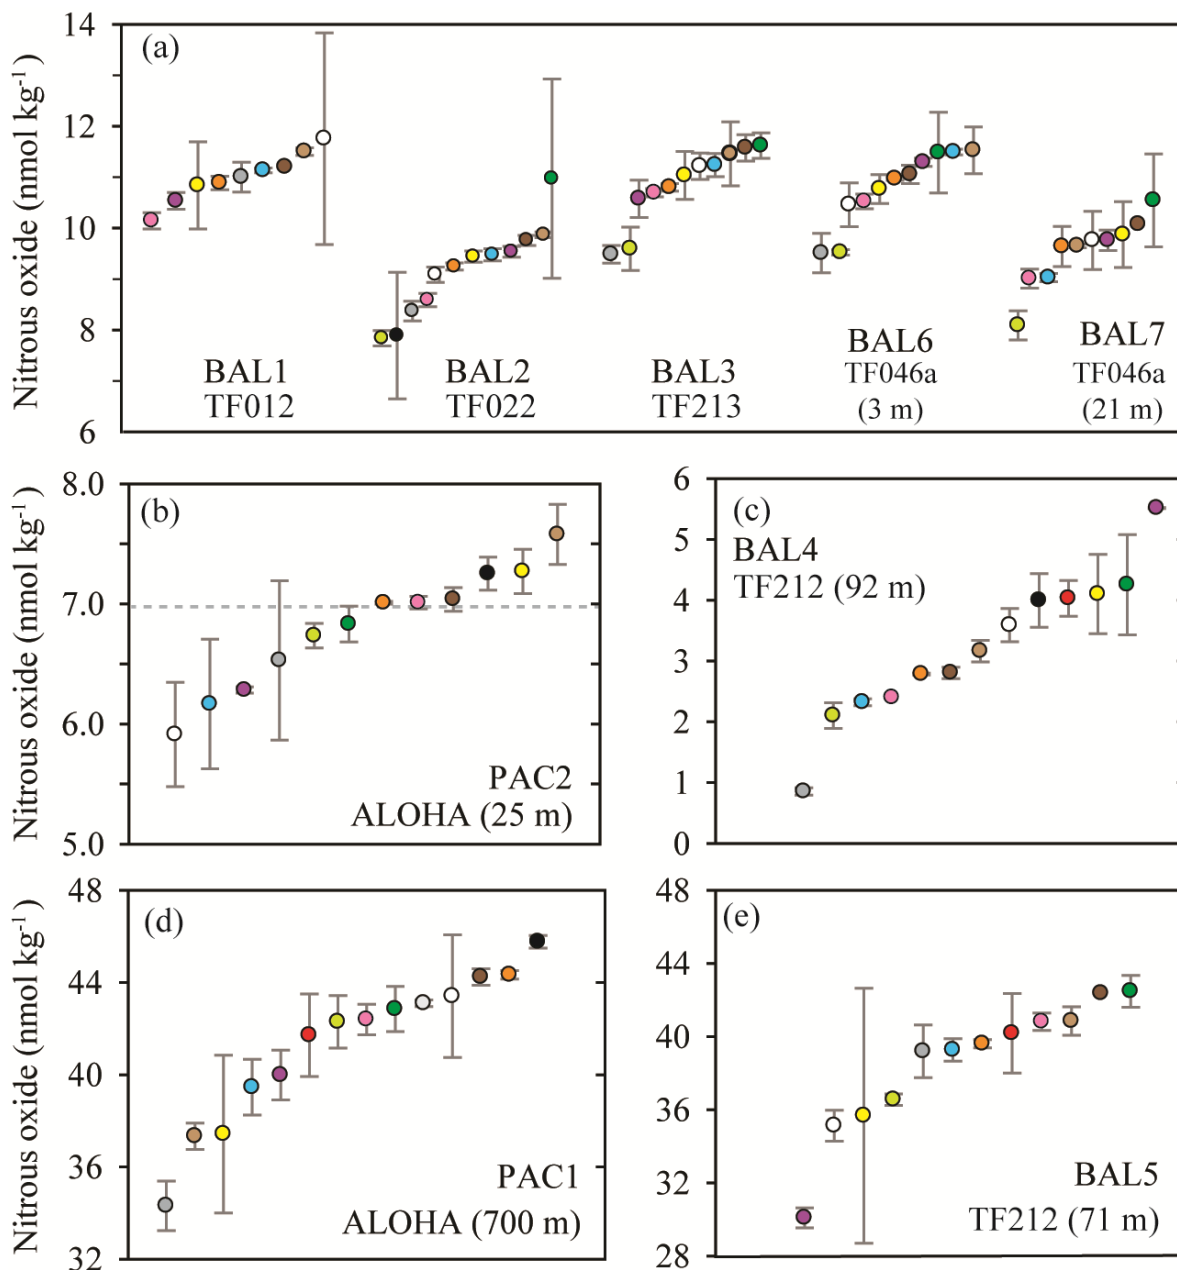 Nitrous oxide (nmol kg⁻¹)
14
12
10
8
6
(a)
BAL1
TF012
BAL2
TF022
BAL3
TF213
BAL6
TF046a
(3 m)
BAL7
TF046a
(21 m)
Nitrous oxide (nmol kg⁻¹)
8.0
7.0
6.0
5.0
(b)
PAC2
ALOHA (25 m)
6
5
4
3
2
1
0
(c)
BAL4
TF212 (92 m)
Nitrous oxide (nmol kg⁻¹)
48
44
40
36
32
(d)
PAC1
ALOHA (700 m)
48
44
40
36
32
28
(e)
BAL5
TF212 (71 m)